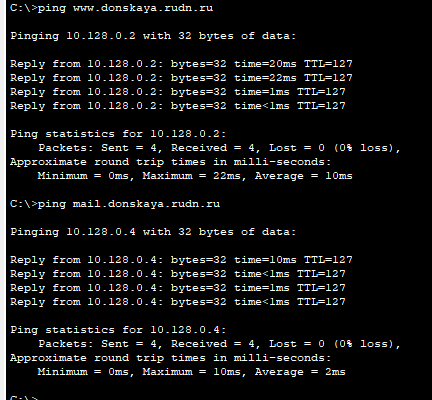 C:\>ping www.donskaya.rudn.ru
Pinging 10.128.0.2 with 32 bytes of data:
Reply from 10.128.0.2: bytes=32 time=20ms TTL=127
Reply from 10.128.0.2: bytes=32 time=22ms TTL=127
Reply from 10.128.0.2: bytes=32 time=1ms TTL=127
Reply from 10.128.0.2: bytes=32 time<1ms TTL=127
Ping statistics for 10.128.0.2:
    Packets: Sent = 4, Received = 4, Lost = 0 (0% loss),
Approximate round trip times in milli-seconds:
    Minimum = 0ms, Maximum = 22ms, Average = 10ms
C:\>ping mail.donskaya.rudn.ru
Pinging 10.128.0.4 with 32 bytes of data:
Reply from 10.128.0.4: bytes=32 time=10ms TTL=127
Reply from 10.128.0.4: bytes=32 time<1ms TTL=127
Reply from 10.128.0.4: bytes=32 time=1ms TTL=127
Reply from 10.128.0.4: bytes=32 time<1ms TTL=127
Ping statistics for 10.128.0.4:
    Packets: Sent = 4, Received = 4, Lost = 0 (0% loss),
Approximate round trip times in milli-seconds:
    Minimum = 0ms, Maximum = 10ms, Average = 2ms
C:\>